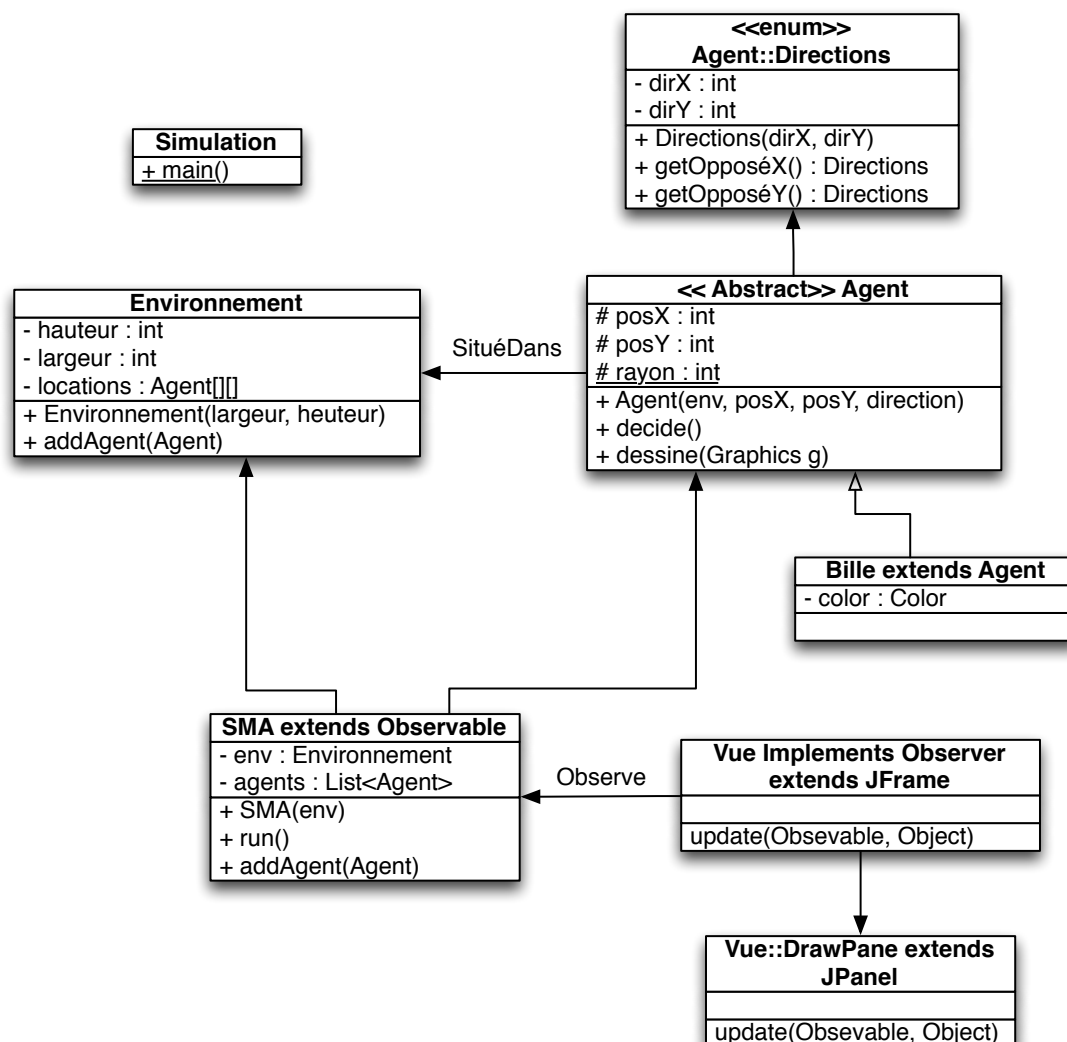 <<enum>>
Agent::Directions
- dirX : int
- dirY : int
+ Directions(dirX, dirY)
+ getOpposéX() : Directions
+ getOpposéY() : Directions
Simulation
+ main()
Environnement
- hauteur : int
- largeur : int
- locations : Agent[][]
+ Environnement(largeur, heuteur)
+ addAgent(Agent)
SituéDans
<< Abstract>> Agent
# posX : int
# posY : int
# rayon : int
+ Agent(env, posX, posY, direction)
+ decide()
+ dessine(Graphics g)
Bille extends Agent
- color : Color
SMA extends Observable
- env : Environnement
- agents : List<Agent>
+ SMA(env)
+ run()
+ addAgent(Agent)
Observe
Vue Implements Observer
extends JFrame
update(Obsevable, Object)
Vue::DrawPane extends
JPanel
update(Obsevable, Object)